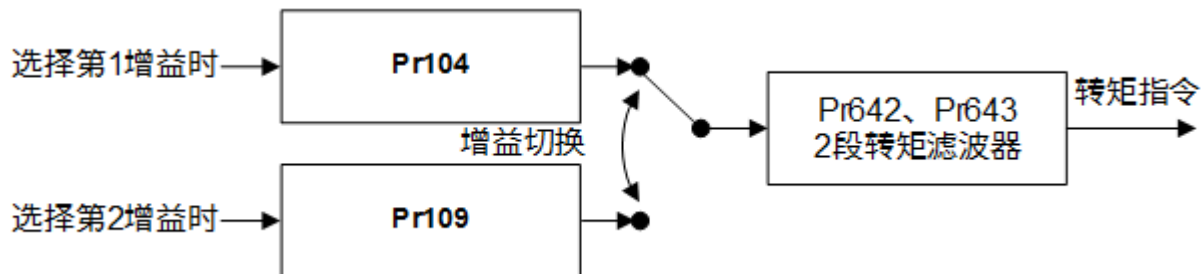 选择第1增益时
Pr104
增益切换
选择第2增益时
Pr109
Pr642、Pr643
2段转矩滤波器
转矩指令